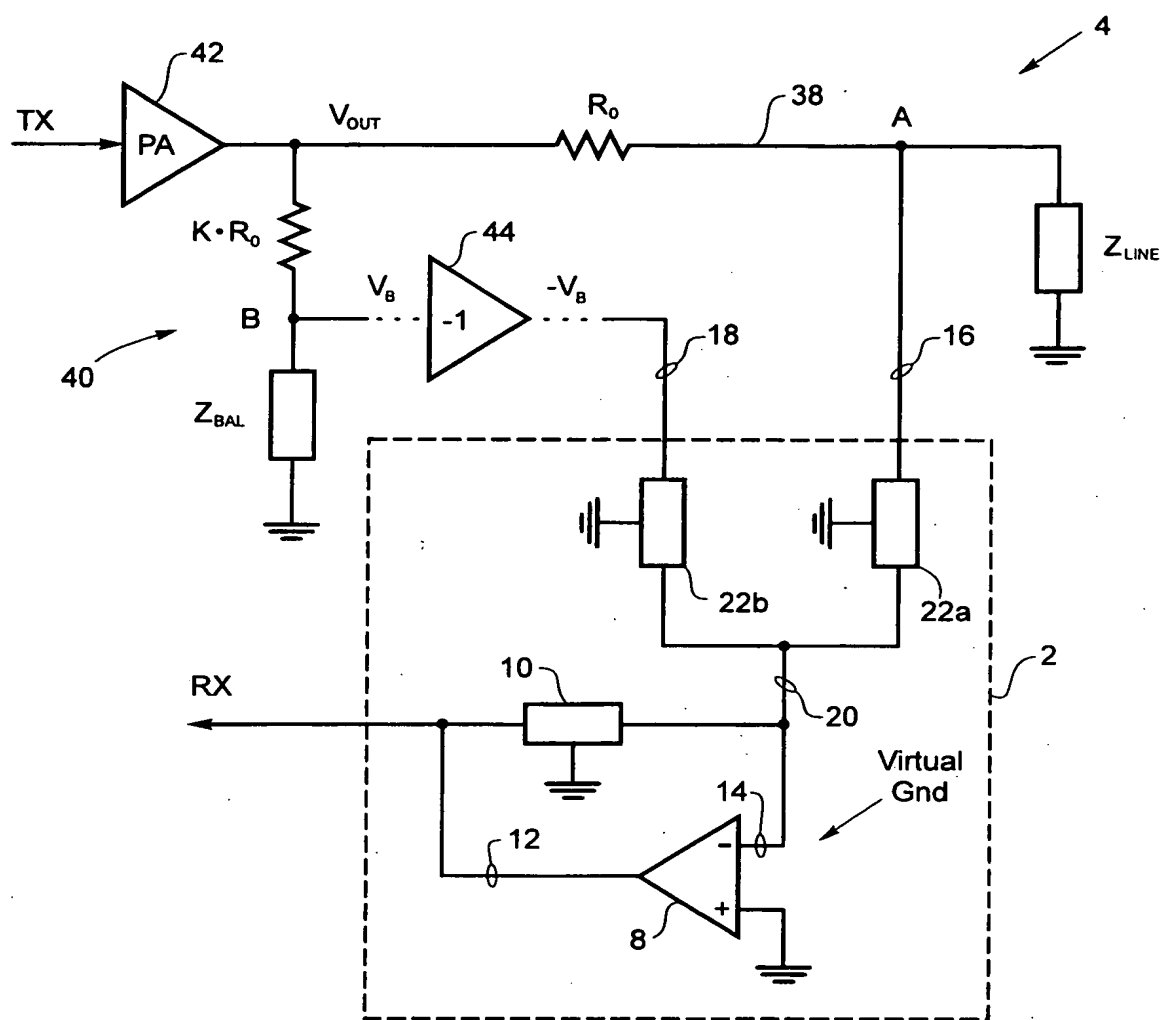 4
42
TX
PA
V_OUT
R_0
38
A
K·R_0
44
Z_LINE
V_B
-1
-V_B
B
18
16
40
Z_BAL
22b
22a
2
RX
10
20
Virtual
Gnd
14
12
-
+
8